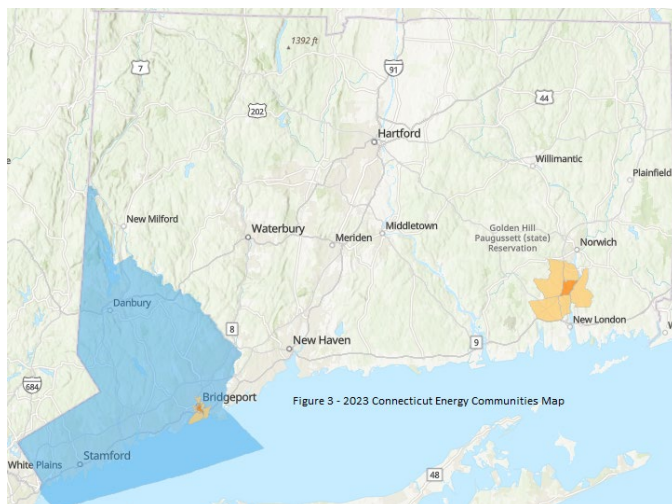 1392 ft
7
91
44
202
Hartford
Willimantic
Plainfield
New Milford
Waterbury
Meriden
Middletown
Golden Hill
Paugussett (state)
Reservation
Norwich
Danbury
8
New London
W
New Haven
9
684
Bridgeport
Figure 3 - 2023 Connecticut Energy Communities Map
White Plains
Stamford
48